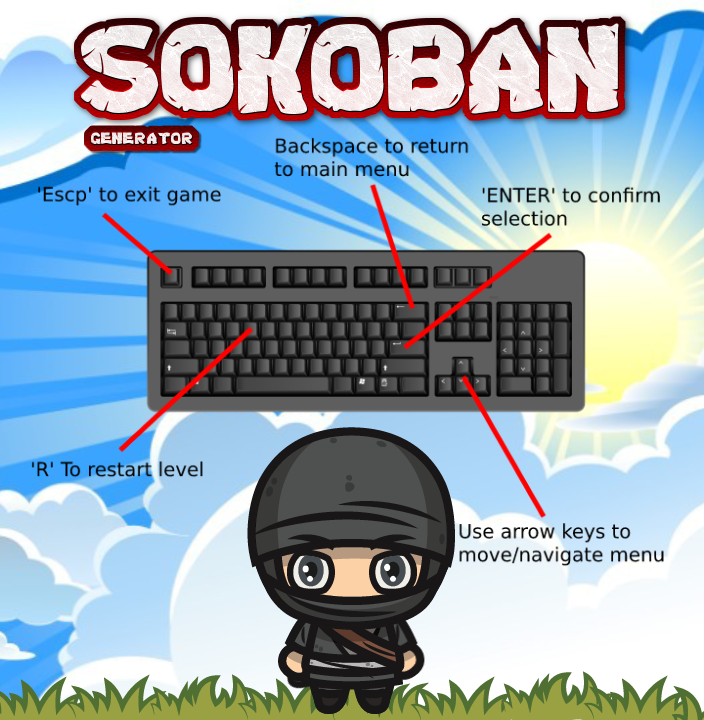 SOKOBAN
GENERATOR
Backspace to return
to main menu
'Escp' to exit game
'ENTER' to confirm
selection
'R' To restart level
Use arrow keys to
move/navigate menu